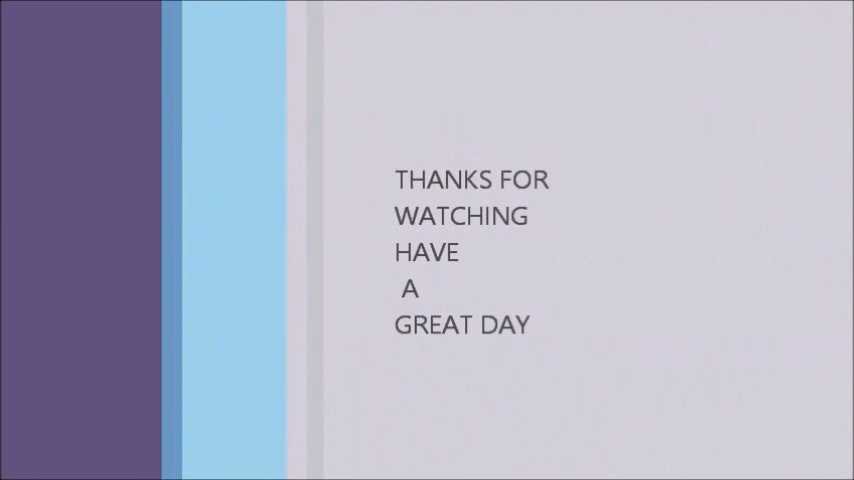 THANKS FOR
WATCHING
HAVE
A
GREAT DAY